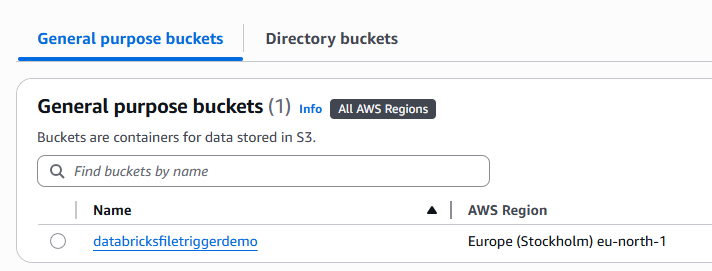 General purpose buckets Directory buckets
General purpose buckets (1) Info All AWS Regions
Buckets are containers for data stored in S3.
Find buckets by name
Name AWS Region
databricksfiletriggerdemo Europe (Stockholm) eu-north-1